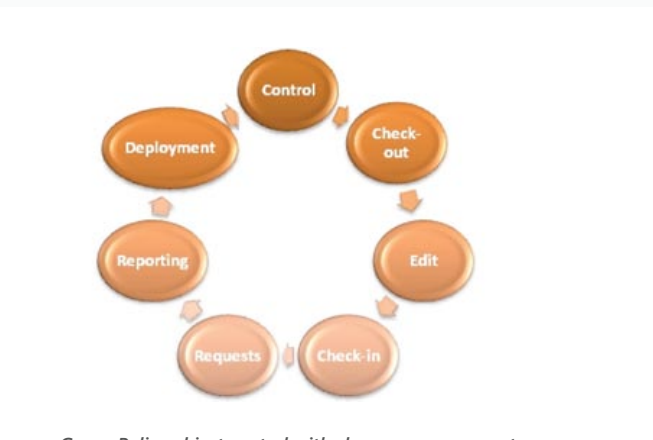 Control
Check-
out
Deployment
Edit
Reporting
Check-in
Requests